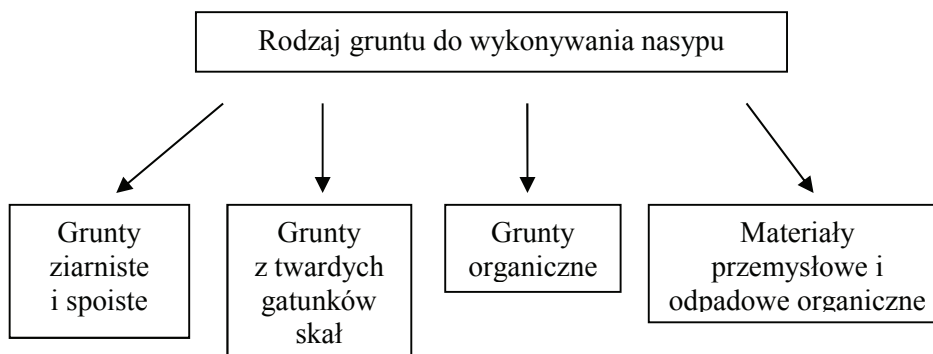 Rodzaj gruntu do wykonywania nasypu
Grunty
ziarniste
i spoiste
Grunty
z twardych
gatunków
skał
Grunty
organiczne
Materiały
przemysłowe i
odpadowe organiczne